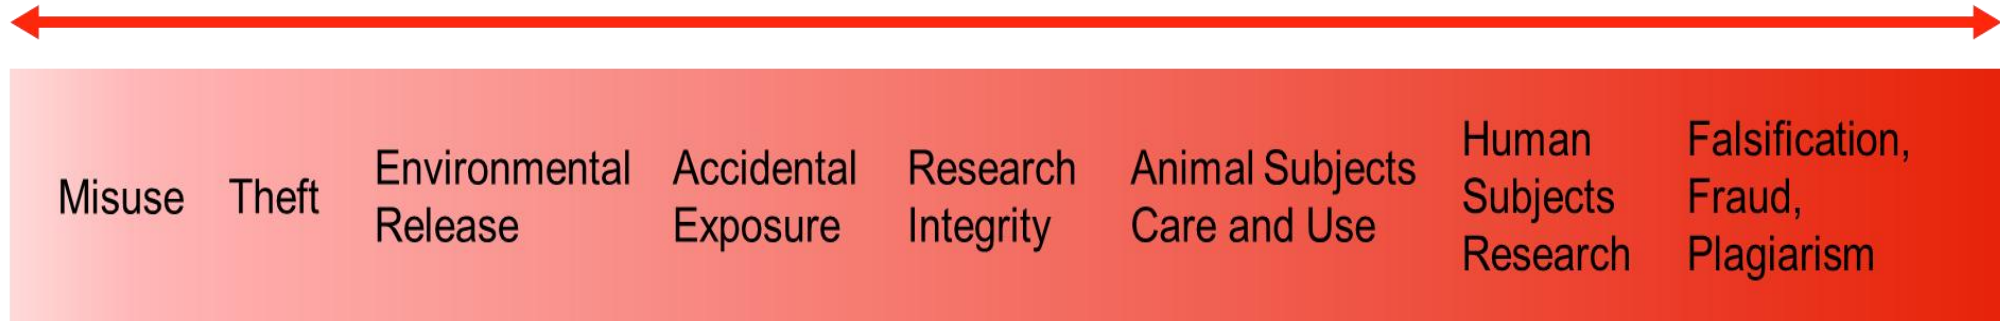 Misuse
Theft
Environmental
Release
Accidental
Exposure
Research
Integrity
Animal Subjects
Care and Use
Human
Subjects
Research
Falsification,
Fraud,
Plagiarism